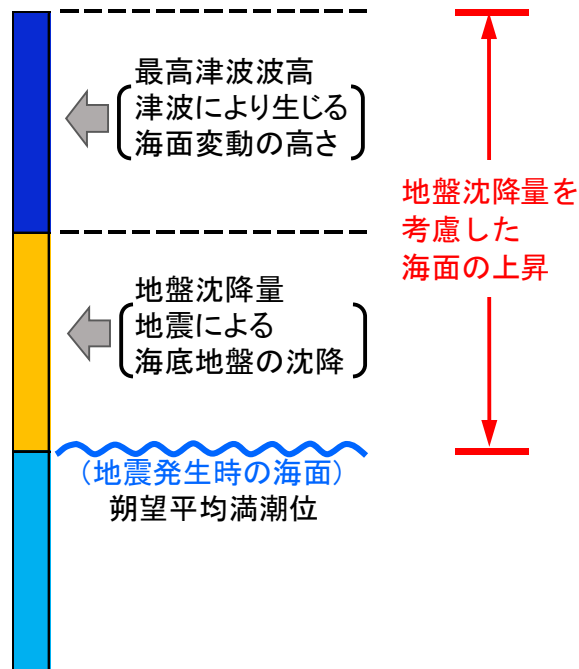 最高津波波高
津波により生じる
海面変動の高さ
地盤沈降量を
考慮した
海面の上昇
地盤沈降量
地震による
海底地盤の沈降
(地震発生時の海面)
朔望平均満潮位